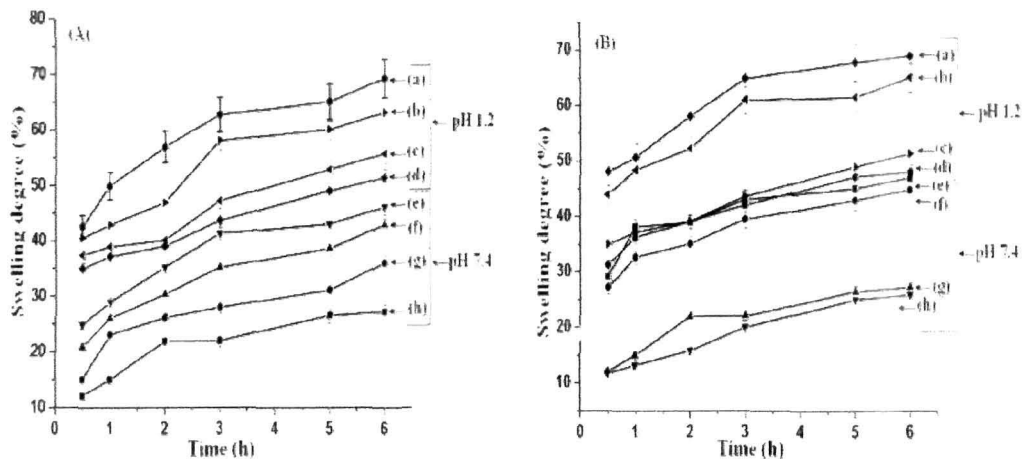 (A)
Swelling degree (%)
80
70
60
50
40
30
20
10
0
1
2
3
4
5
6
Time (h)
(a)
(b)
(c)
(d)
(e)
(f)
(g)
(h)
pH 1.2
pH 7.4
(B)
Swelling degree (%)
70
60
50
40
30
20
10
0
1
2
3
4
5
6
Time (h)
(a)
(b)
(c)
(d)
(e)
(f)
(g)
(h)
pH 1.2
pH 7.4